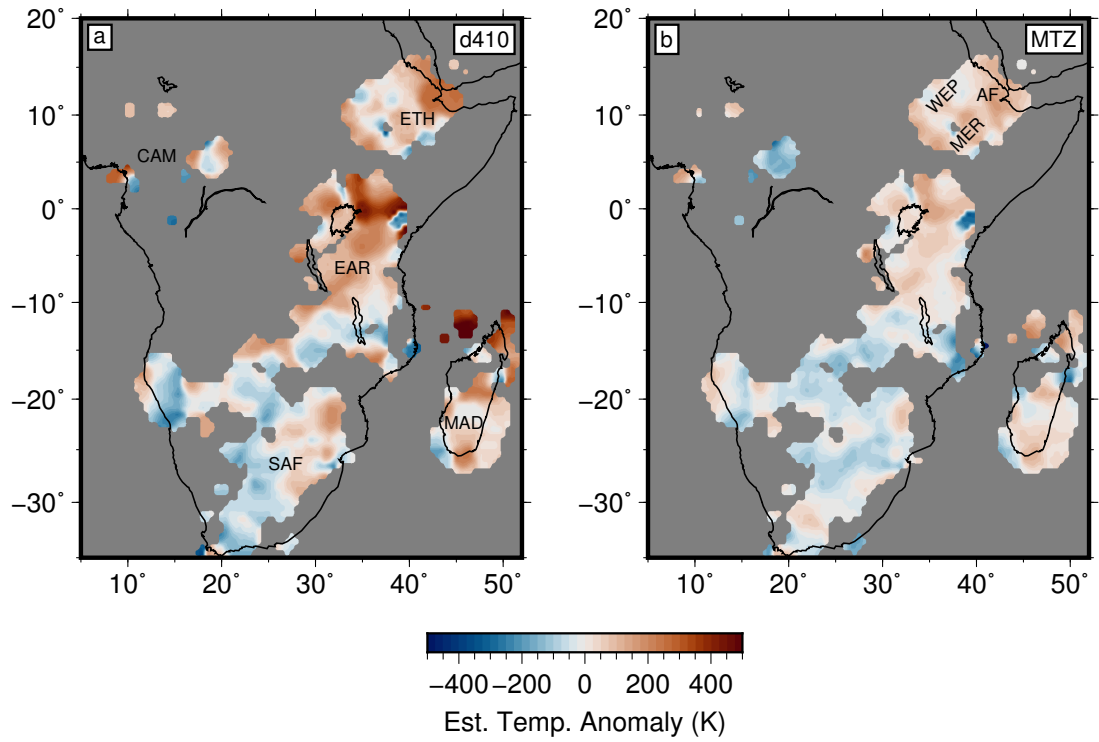 20˚
10˚
0˚
−10˚
−20˚
−30˚
a
d410
ETH
CAM
EAR
MAD
SAF
10˚ 20˚ 30˚ 40˚ 50˚
b
MTZ
WEP
AF
MER
20˚
10˚
0˚
−10˚
−20˚
−30˚
10˚ 20˚ 30˚ 40˚ 50˚
−400 −200 0 200 400
Est. Temp. Anomaly (K)